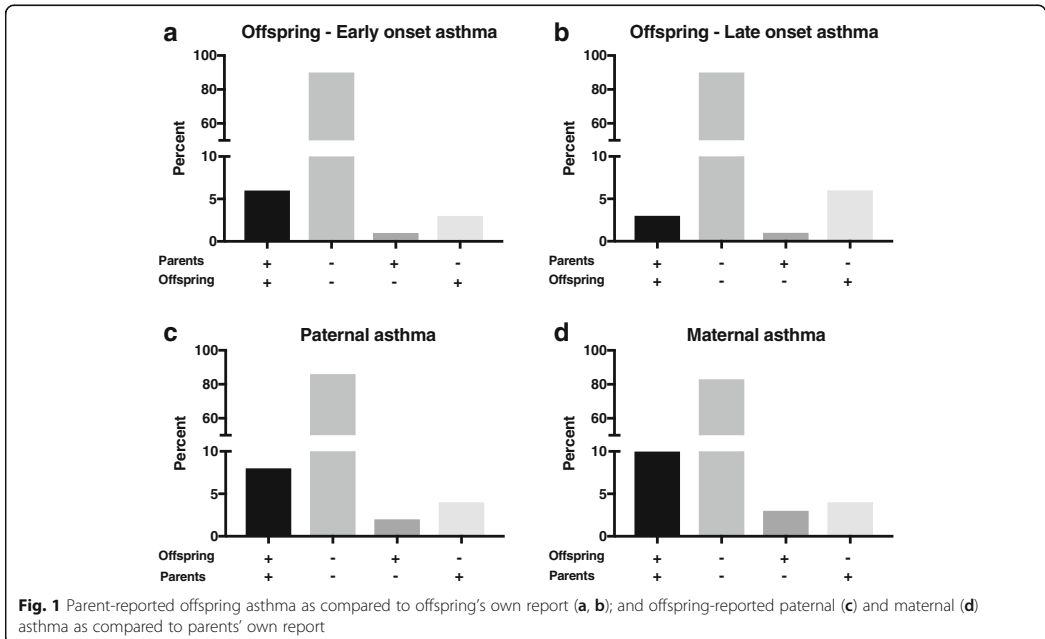 a Offspring - Early onset asthma
100
80
60
10
5
0
Percent
Parents + - + -
Offspring + - - +
b Offspring - Late onset asthma
100
80
60
10
5
0
Percent
Parents + - + -
Offspring + - - +
c Paternal asthma
100
80
60
10
5
0
Percent
Offspring + - + -
Parents + - - +
d Maternal asthma
100
80
60
10
5
0
Percent
Offspring + - + -
Parents + - - +
Fig. 1 Parent-reported offspring asthma as compared to offspring's own report (a, b); and offspring-reported paternal (c) and maternal (d)
asthma as compared to parents' own report